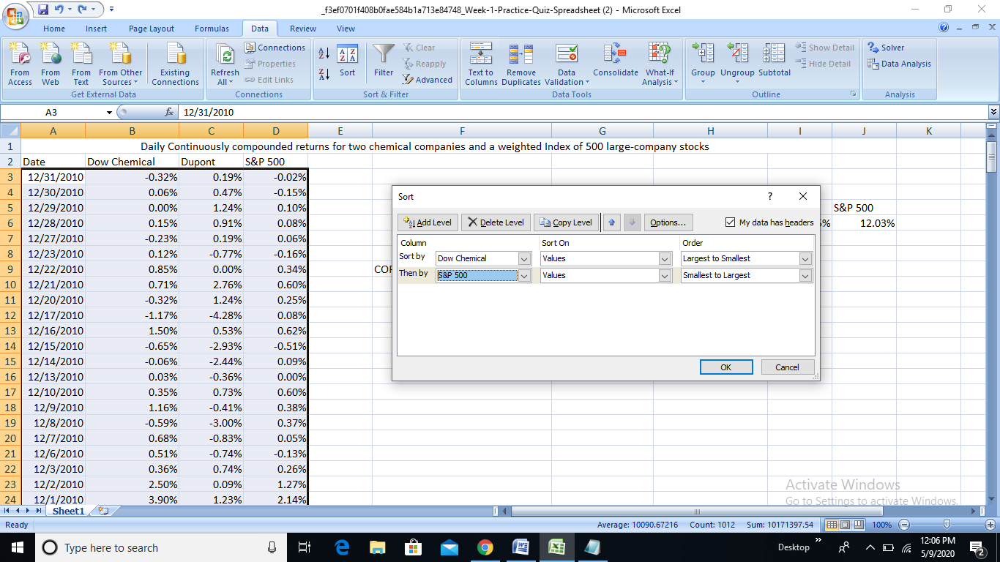 _f3ef0701f408b0fae584b1a713e84748_Week-1-Practice-Quiz-Spreadsheet (2) - Microsoft Excel
Home Insert Page Layout Formulas Data Review View
Connections Clear Show Detail Solver
Properties Reapply Hide Detail Data Analysis
Edit Links Advanced
From Access From Web From Text From Other Sources Existing Connections Refresh All Sort Filter Text to Columns Remove Duplicates Data Validation Consolidate What-If Analysis Group Ungroup Subtotal
Get External Data Connections Sort & Filter Data Tools Outline Analysis
A3 fx 12/31/2010
A B C D E F G H I J K
1 Daily Continuously compounded returns for two chemical companies and a weighted Index of 500 large-company stocks
2 Date Dow Chemical Dupont S&P 500
3 12/31/2010 -0.32% 0.19% -0.02%
4 12/30/2010 0.06% 0.47% -0.15%
5 12/29/2010 0.00% 1.24% 0.10% S&P 500
6 12/28/2010 0.15% 0.91% 0.08% % 12.03%
7 12/27/2010 -0.23% 0.19% 0.06%
8 12/23/2010 0.12% -0.77% -0.16%
9 12/22/2010 0.85% 0.00% 0.34%
10 12/21/2010 0.71% 2.76% 0.60%
11 12/20/2010 -0.32% 1.24% 0.25%
12 12/17/2010 -1.17% -4.28% 0.08%
13 12/16/2010 1.50% 0.53% 0.62%
14 12/15/2010 -0.65% -2.93% -0.51%
15 12/14/2010 -0.06% -2.44% 0.09%
16 12/13/2010 0.03% -0.36% 0.00%
17 12/10/2010 0.35% 0.73% 0.60%
18 12/9/2010 1.16% -0.41% 0.38%
19 12/8/2010 -0.59% -3.00% 0.37%
20 12/7/2010 0.68% -0.83% 0.05%
21 12/6/2010 0.51% -0.74% -0.13%
22 12/3/2010 0.36% 0.74% 0.26%
23 12/2/2010 2.50% 0.09% 1.27%
24 12/1/2010 3.90% 1.23% 2.14%
Sort ?
Add Level Delete Level Copy Level Options... My data has headers
Column Sort On Order
Sort by Dow Chemical Values Largest to Smallest
Then by S&P 500 Values Smallest to Largest
OK Cancel
Activate Windows
Go to Settings to activate Windows.
Sheet1
Ready Average: 10090.67216 Count: 1012 Sum: 10171397.54 100%
Type here to search Desktop 12:06 PM
5/9/2020 2